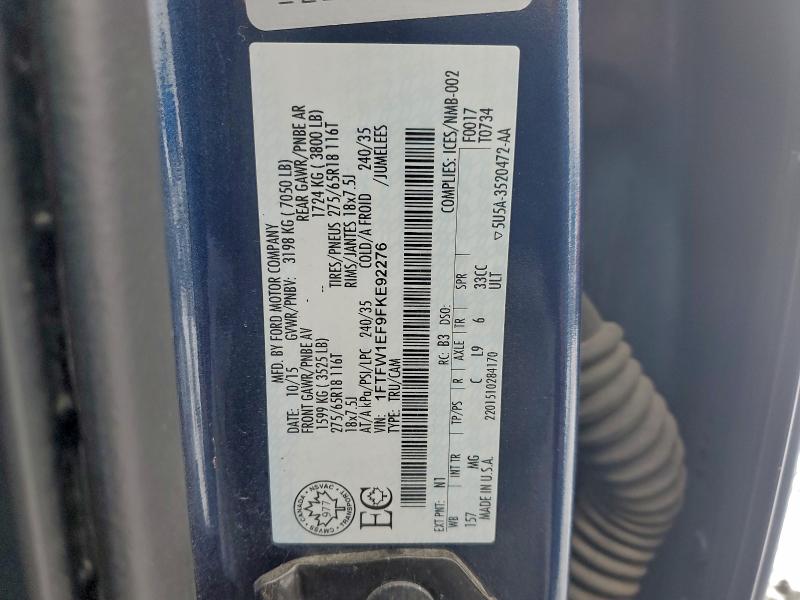 MFD. BY FORD MOTOR COMPANY
DATE: 10/15 GVWR/PNBV: 3198 KG ( 7050 LB)
FRONT GAWR/PNBE AV REAR GAWR/PNBE AR
1599 KG ( 3525 LB) 1724 KG ( 3800 LB)
275/65R18 116T TIRES/PNEUS 275/65R18 116T
18x7.5J RIMS/JANTES 18x7.5J
AT/A kPa/PSI/LPC 240/35 COLD/A FROID 240/35
VIN: 1FTFW1EF9FKE92276 /JUMELEES
TYPE: TRU/CAM
CANADA NSVAC TRANSPORT CMVSS
977
EC
COMPLIES: ICES/NMB-002
EXT PNT: N1 RC: B3 DSO: F0017
WB INT TR TP/PS R AXLE TR SPR T0734
157 MG C L9 6 33CC
ULT
MADE IN U.S.A. 2201510284170 ▽5U5A-3520472-AA